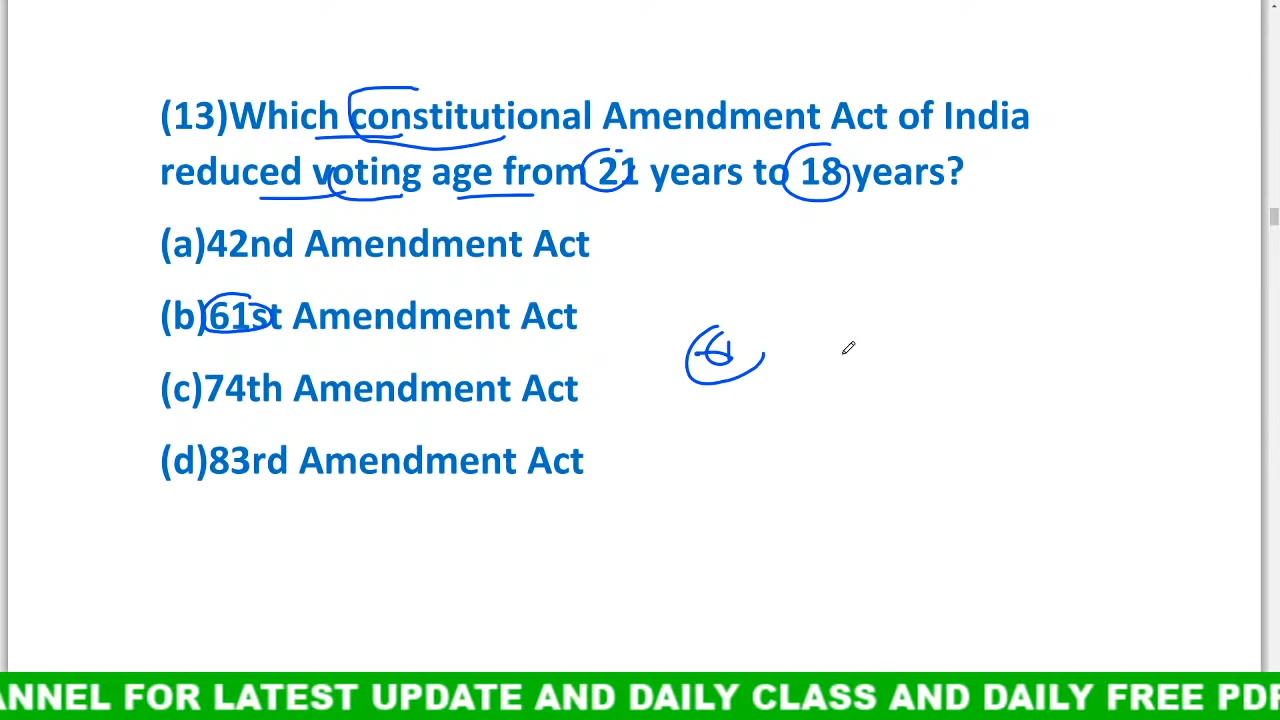 (13)Which constitutional Amendment Act of India
reduced voting age from 21 years to 18 years?
(a)42nd Amendment Act
(b)61st Amendment Act
(c)74th Amendment Act
(d)83rd Amendment Act
ANNEL FOR LATEST UPDATE AND DAILY CLASS AND DAILY FREE PDF